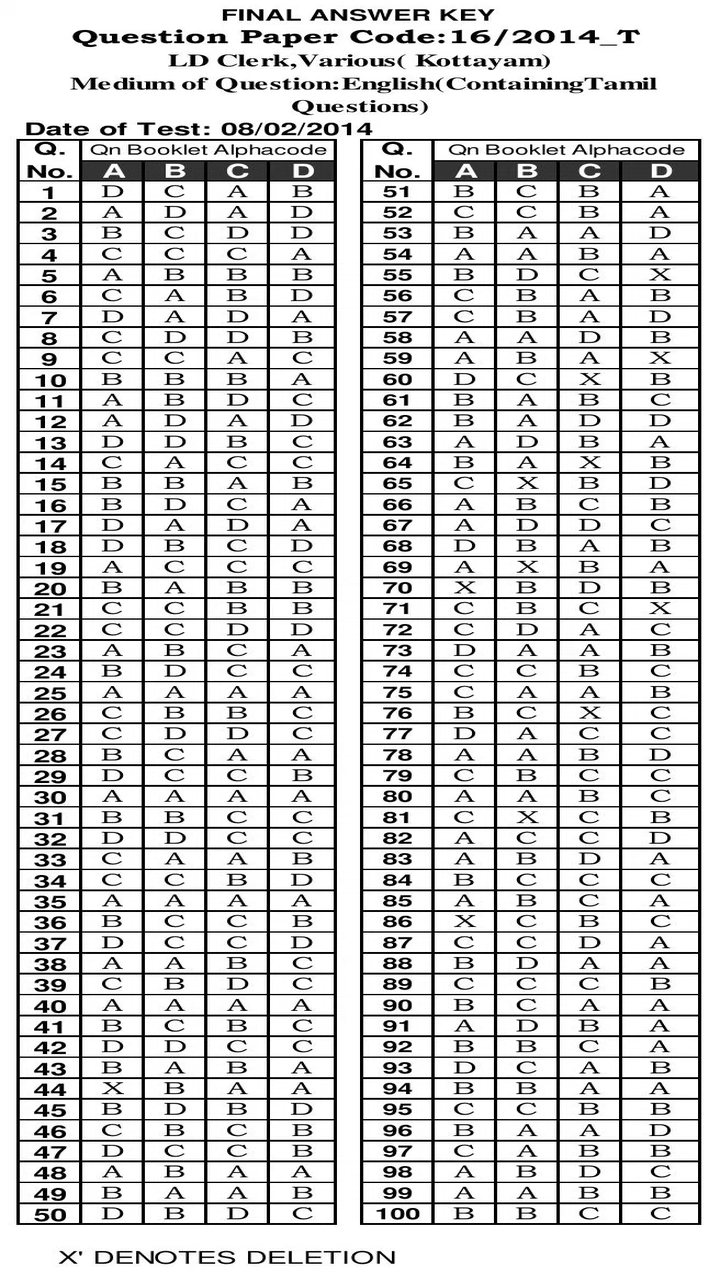 FINAL ANSWER KEY
Question Paper Code:16/2014_T
LD Clerk,Various( Kottayam)
Medium of Question:English(ContainingTamil
Questions)
Date of Test: 08/02/2014
Q. Qn Booklet Alphacode Q. Qn Booklet Alphacode
No. A B C D No. A B C D
1 D C A B 51 B C B A
2 A D A D 52 C C B A
3 B C D D 53 B A A D
4 C C C A 54 A A B A
5 A B B B 55 B D C X
6 C A B D 56 C B A B
7 D A D A 57 C B A D
8 C D D B 58 A A D B
9 C C A C 59 A B A X
10 B B B A 60 D C X B
11 A B D C 61 B A B C
12 A D A D 62 B A D D
13 D D B C 63 A D B A
14 C A C C 64 B A X B
15 B B A B 65 C X B D
16 B D C A 66 A B C B
17 D A D A 67 A D D C
18 D B C D 68 D B A B
19 A C C C 69 A X B A
20 B A B B 70 X B D B
21 C C B B 71 C B C X
22 C C D D 72 C D A C
23 A B C A 73 D A A B
24 B D C C 74 C C B C
25 A A A A 75 C A A B
26 C B B C 76 B C X C
27 C D D C 77 D A C C
28 B C A A 78 A A B D
29 D C C B 79 C B C C
30 A A A A 80 A A B C
31 B B C C 81 C X C B
32 D D C C 82 A C C D
33 C A A B 83 A B D A
34 C C B D 84 B C C C
35 A A A A 85 A B C A
36 B C C B 86 X C B C
37 D C C D 87 C C D A
38 A A B C 88 B D A A
39 C B D C 89 C C C B
40 A A A A 90 B C A A
41 B C B C 91 A D B A
42 D D C C 92 B B C A
43 B A B A 93 D C A B
44 X B A A 94 B B A A
45 B D B D 95 C C B B
46 C B C B 96 B A A D
47 D C C B 97 C A B B
48 A B A A 98 A B D C
49 B A A B 99 A A B B
50 D B D C 100 B B C C
X' DENOTES DELETION